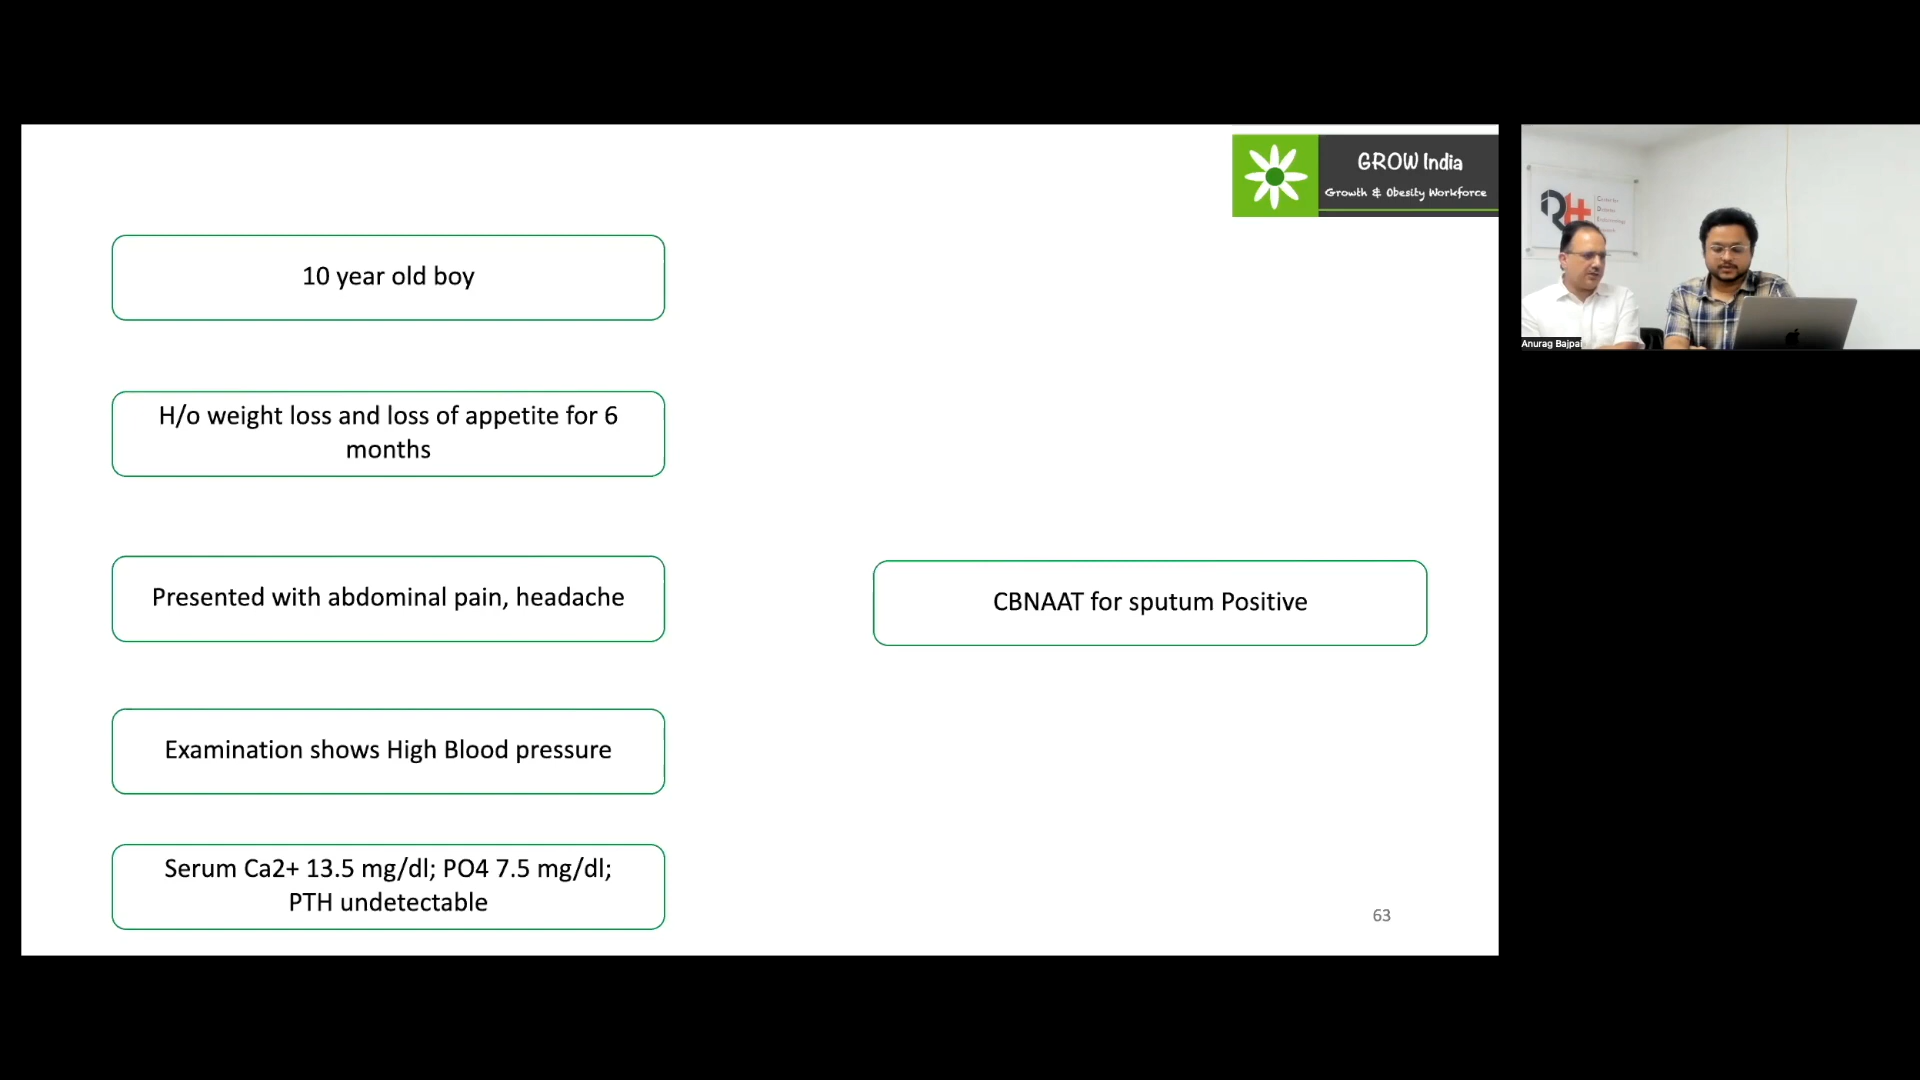 GROW India
Growth & Obesity Workforce
10 year old boy
H/o weight loss and loss of appetite for 6
months
Presented with abdominal pain, headache
CBNAAT for sputum Positive
Examination shows High Blood pressure
Serum Ca2+ 13.5 mg/dl; PO4 7.5 mg/dl;
PTH undetectable
63
RH
Anurag Bajpai